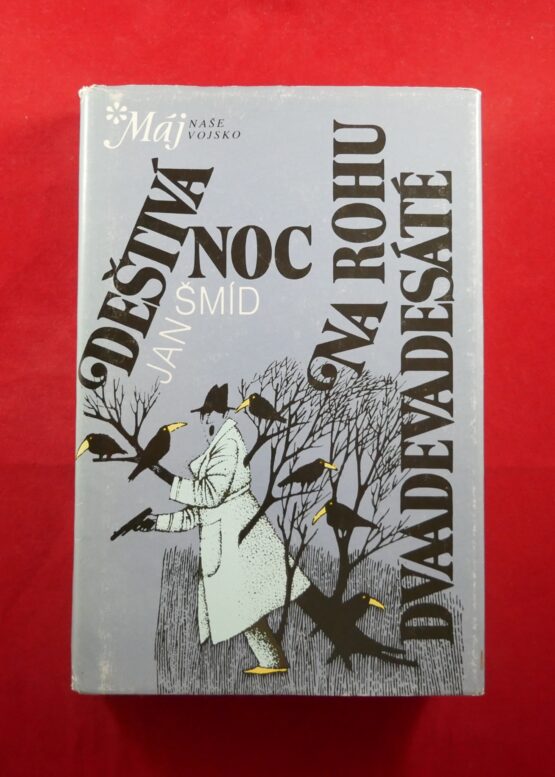 Máj
NAŠE
VOJSKO
DEŠTIVÁ
NOC
NA ROHU
DVAADEVADESÁTÉ
JAN
ŠMÍD